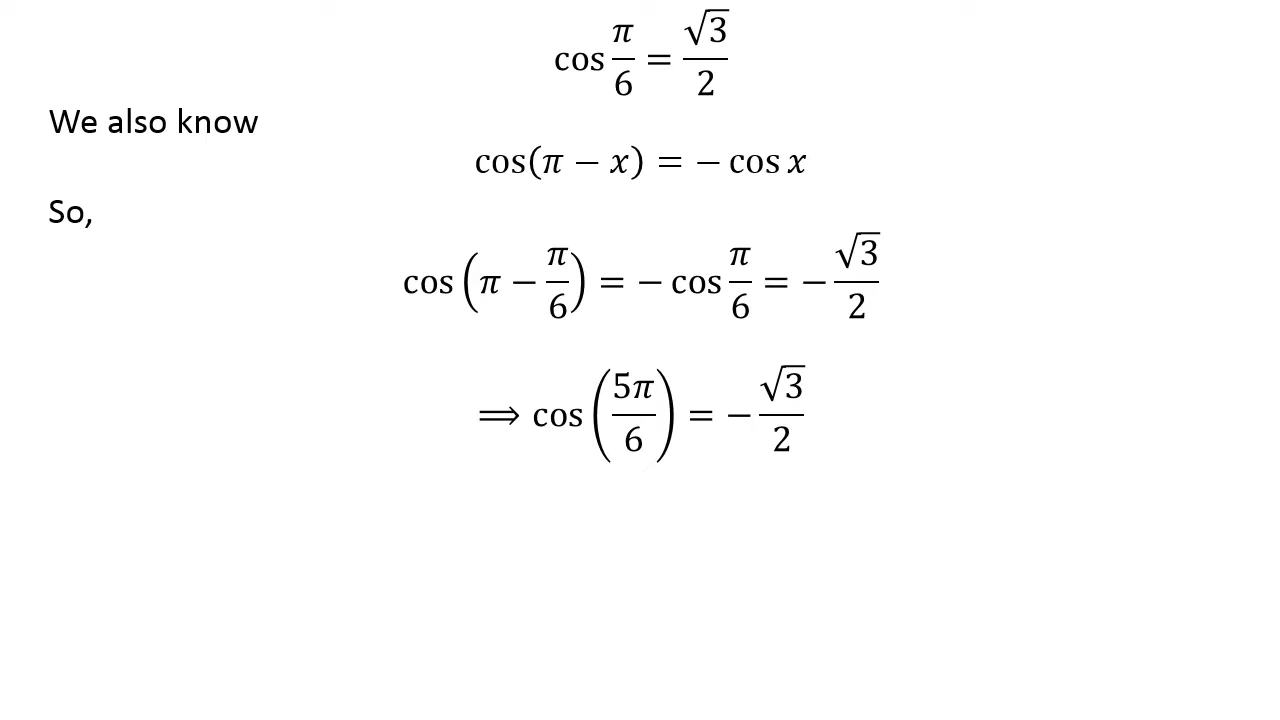 cos π/6 = √3/2
We also know
cos(π − x) = − cos x
So,
cos (π − π/6) = − cos π/6 = − √3/2
⟹ cos (5π/6) = − √3/2